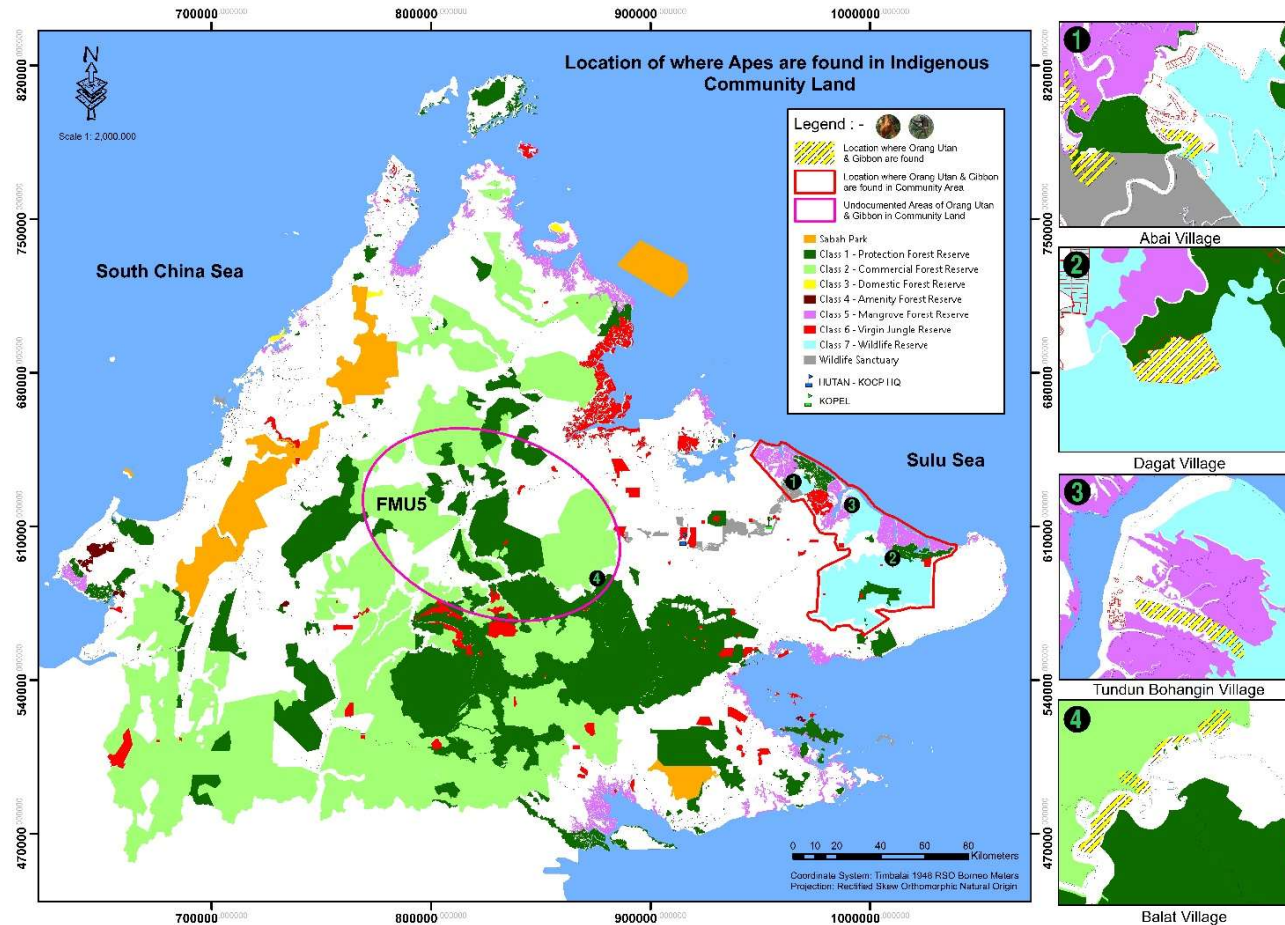 700000
800000
900000
1000000
Location of where Apes are found in Indigenous
Community Land
N
Scale 1: 2,000.000
Legend : -
Location where Orang Utan
& Gibbon are found
Location where Orang Utan & Gibbon
are found in Community Area
Undocumented Areas of Orang Utan
& Gibbon in Community Land
Sabah Park
Class 1 - Protection Forest Reserve
Class 2 - Commercial Forest Reserve
Class 3 - Domestic Forest Reserve
Class 4 - Amenity Forest Reserve
Class 5 - Mangrove Forest Reserve
Class 6 - Virgin Jungle Reserve
Class 7 - Wildlife Reserve
Wildlife Sanctuary
HUTAN - KOCP HQ
KOPEL
South China Sea
Sulu Sea
FMU5
1
2
3
4
820000
750000
680000
610000
540000
470000
820000
750000
680000
610000
540000
470000
0 10 20 40 60 80
Kilometers
Coordinate System: Timbalai 1948 RSO Borneo Meters
Projection: Rectified Skew Orthomorphic Natural Origin
700000
800000
900000
1000000
1
Abai Village
2
Dagat Village
3
Tundun Bohangin Village
4
Balat Village